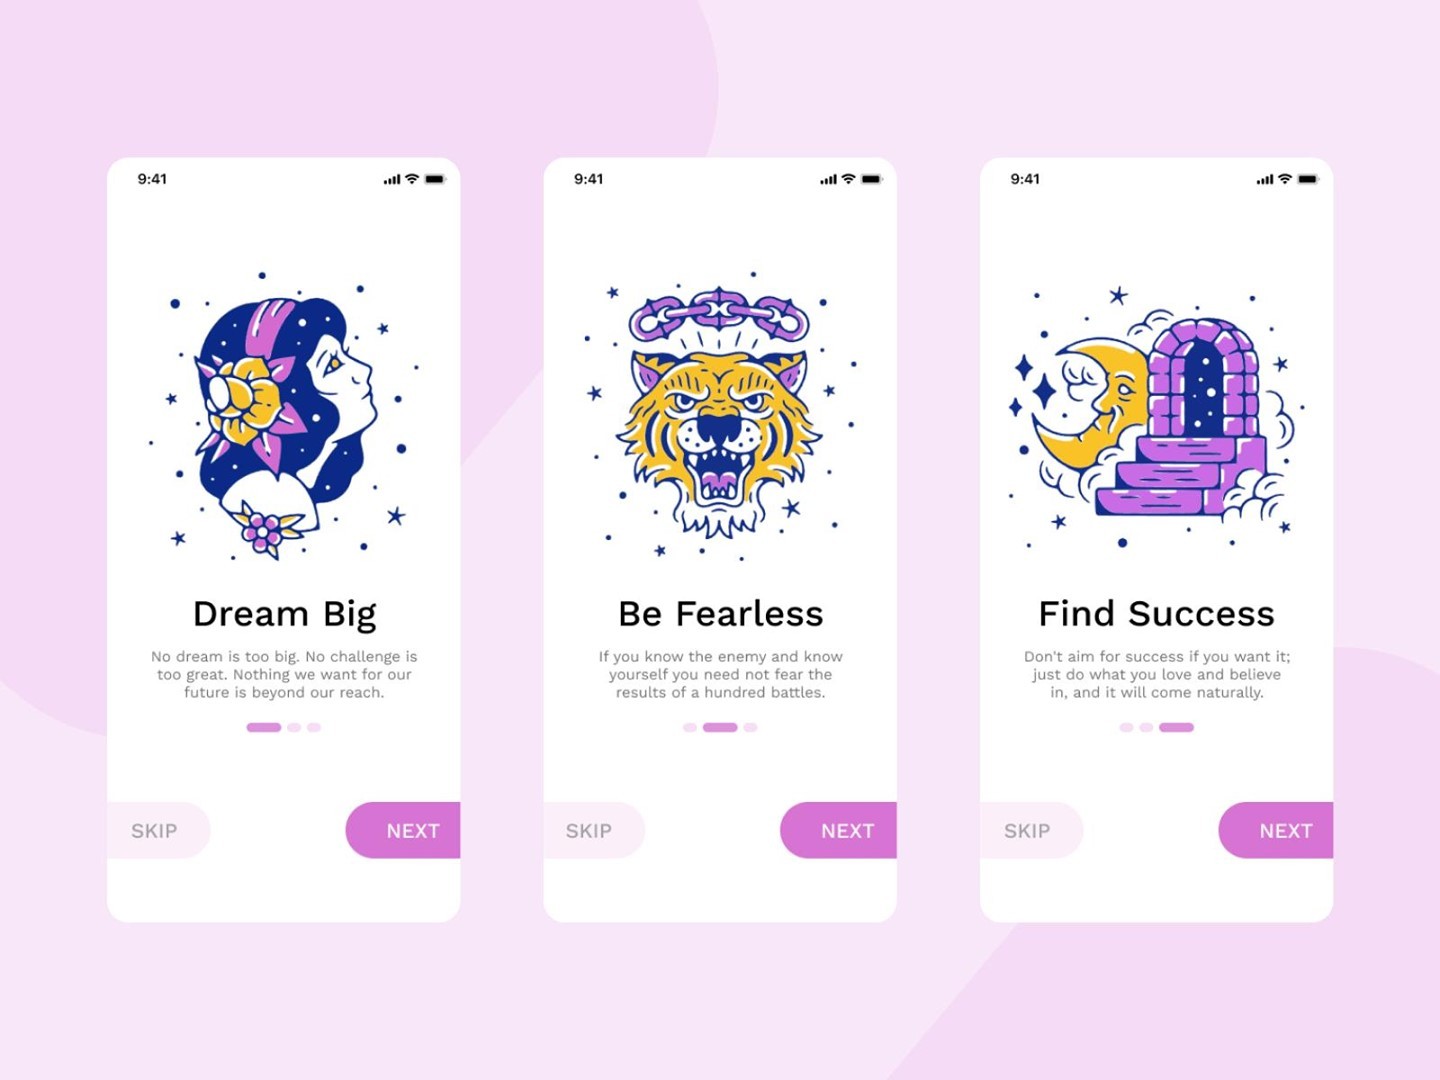 9:41
Dream Big
No dream is too big. No challenge is
too great. Nothing we want for our
future is beyond our reach.
SKIP
NEXT
9:41
Be Fearless
If you know the enemy and know
yourself you need not fear the
results of a hundred battles.
SKIP
NEXT
9:41
Find Success
Don't aim for success if you want it;
just do what you love and believe
in, and it will come naturally.
SKIP
NEXT